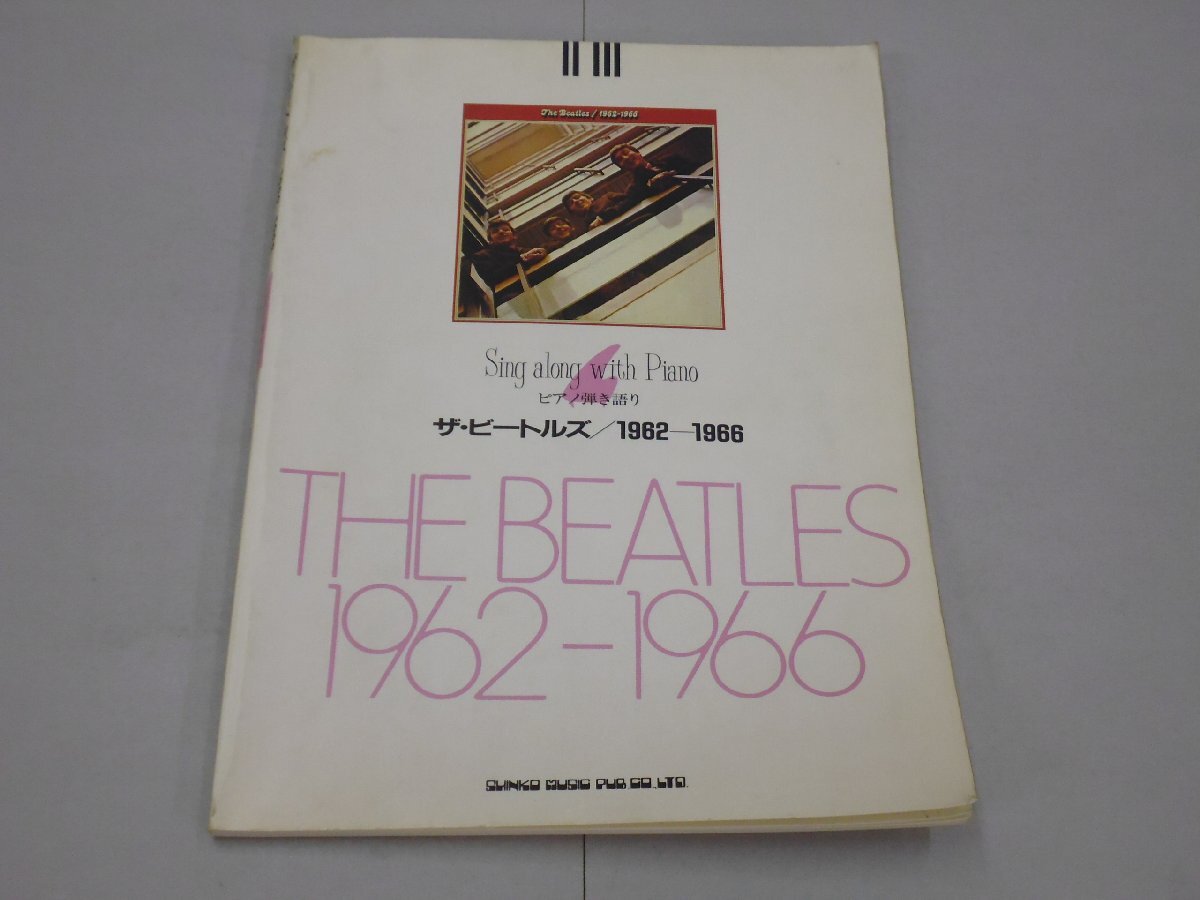 The Beatles / 1962-1966
Sing along with Piano
ピアノ弾き語り
ザ・ビートルズ/1962—1966
THE BEATLES
1962-1966
SHINKO MUSIC PUB CO.,LTD.